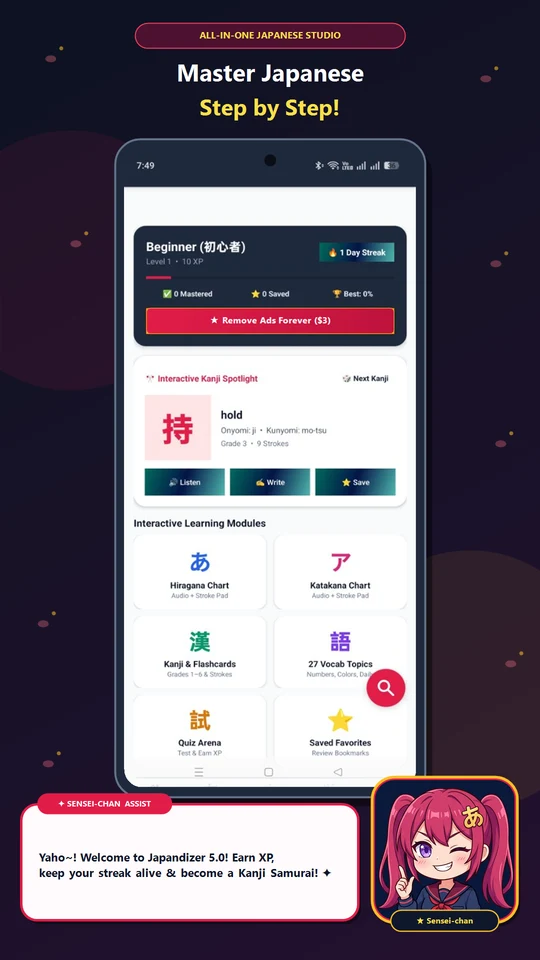 ALL-IN-ONE JAPANESE STUDIO
Master Japanese
Step by Step!
7:49
Beginner (初心者)
🔥 1 Day Streak
Level 1 • 10 XP
✅ 0 Mastered
⭐ 0 Saved
🏆 Best: 0%
★ Remove Ads Forever ($3)
Interactive Kanji Spotlight
🎲 Next Kanji
持
hold
Onyomi: ji • Kunyomi: mo-tsu
Grade 3 • 9 Strokes
🔊 Listen
✍️ Write
⭐ Save
Interactive Learning Modules
あ
Hiragana Chart
Audio + Stroke Pad
ア
Katakana Chart
Audio + Stroke Pad
漢
Kanji & Flashcards
Grades 1–6 & Strokes
語
27 Vocab Topics
Numbers, Colors,
試
Quiz Arena
Test & Earn XP
⭐
Saved Favorites
Review Bookmarks
✦ SENSEI-CHAN ASSIST
Yaho~! Welcome to Japandizer 5.0! Earn XP,
keep your streak alive & become a Kanji Samurai! ✦
あ
★ Sensei-chan